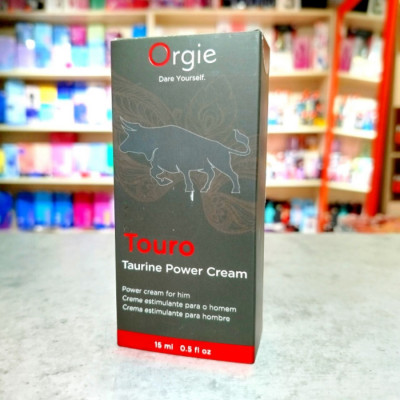 Orgie
Dare Yourself.
Touro
Taurine Power Cream
Power cream for him
Creme estimulante para o homem
Crema estimulante para hombre
15 ml 0.5 fl oz